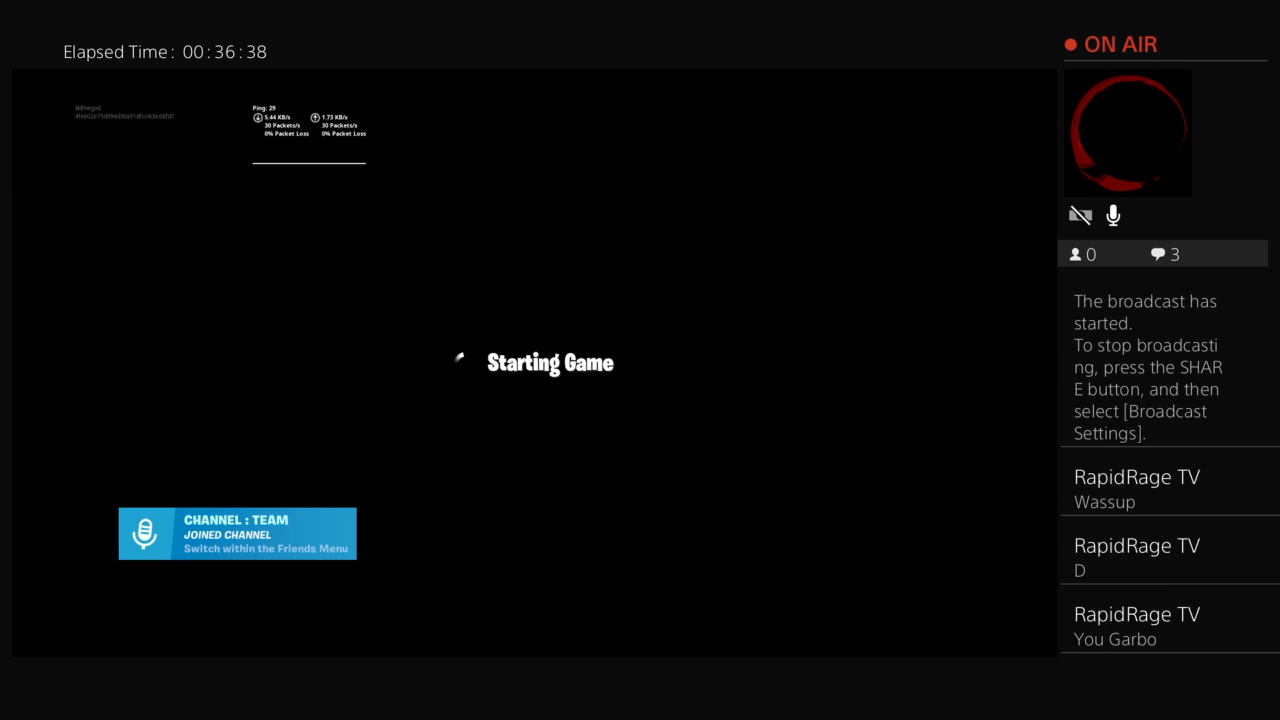 Elapsed Time: 00:36:38
ON AIR
Ping: 29
5.44 KB/s
30 Packets/s
0% Packet Loss
1.73 KB/s
30 Packets/s
0% Packet Loss
0
3
Starting Game
The broadcast has
started.
To stop broadcasti
ng, press the SHAR
E button, and then
select [Broadcast
Settings].
RapidRage TV
Wassup
RapidRage TV
D
RapidRage TV
You Garbo
CHANNEL : TEAM
JOINED CHANNEL
Switch within the Friends Menu